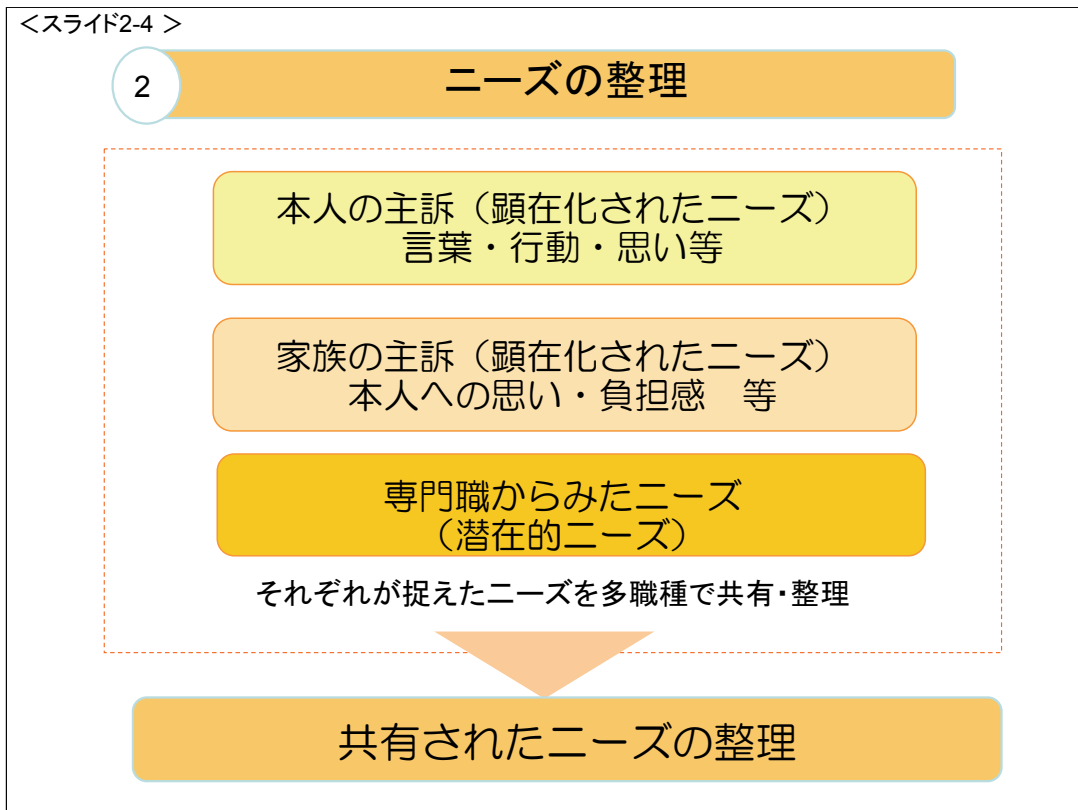 ＜スライド2-4 ＞
2
ニーズの整理
本人の主訴（顕在化されたニーズ）
言葉・行動・思い等
家族の主訴（顕在化されたニーズ）
本人への思い・負担感　等
専門職からみたニーズ
（潜在的ニーズ）
それぞれが捉えたニーズを多職種で共有・整理
共有されたニーズの整理